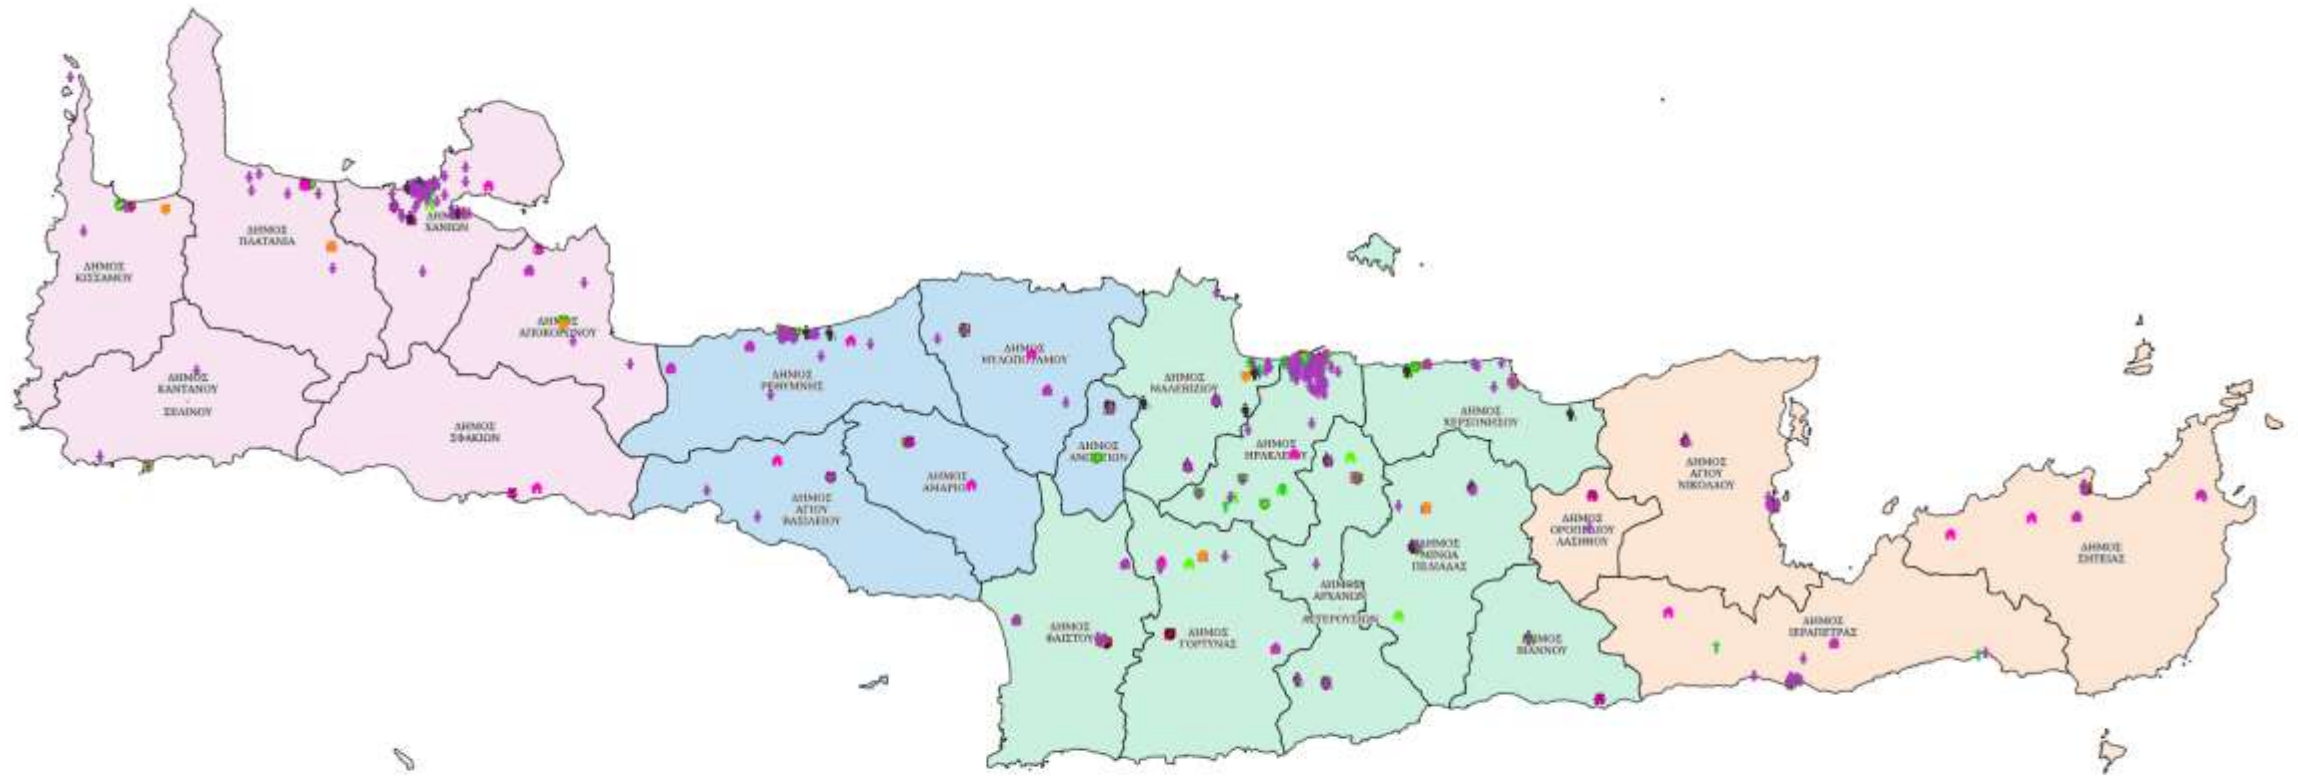 ΔΗΜΟΣ
ΚΙΣΣΑΜΟΥ
ΔΗΜΟΣ
ΠΛΑΤΑΝΙΑ
ΔΗΜΟΣ
ΧΑΝΙΩΝ
ΔΗΜΟΣ
ΑΠΟΚΟΡΩΝΟΥ
ΔΗΜΟΣ
ΚΑΝΤΑΝΟΥ
-
ΣΕΛΙΝΟΥ
ΔΗΜΟΣ
ΣΦΑΚΙΩΝ
ΔΗΜΟΣ
ΡΕΘΥΜΝΗΣ
ΔΗΜΟΣ
ΜΥΛΟΠΟΤΑΜΟΥ
ΔΗΜΟΣ
ΑΝΩΓΕΙΩΝ
ΔΗΜΟΣ
ΑΜΑΡΙΟΥ
ΔΗΜΟΣ
ΑΓΙΟΥ
ΒΑΣΙΛΕΙΟΥ
ΔΗΜΟΣ
ΜΑΛΕΒΙΖΙΟΥ
ΔΗΜΟΣ
ΗΡΑΚΛΕΙΟΥ
ΔΗΜΟΣ
ΧΕΡΣΟΝΗΣΟΥ
ΔΗΜΟΣ
ΜΙΝΩΑ
ΠΕΔΙΑΔΑΣ
ΔΗΜΟΣ
ΑΡΧΑΝΩΝ
-
ΑΣΤΕΡΟΥΣΙΩΝ
ΔΗΜΟΣ
ΦΑΙΣΤΟΥ
ΔΗΜΟΣ
ΓΟΡΤΥΝΑΣ
ΔΗΜΟΣ
ΒΙΑΝΝΟΥ
ΔΗΜΟΣ
ΟΡΟΠΕΔΙΟΥ
ΛΑΣΙΘΙΟΥ
ΔΗΜΟΣ
ΑΓΙΟΥ
ΝΙΚΟΛΑΟΥ
ΔΗΜΟΣ
ΙΕΡΑΠΕΤΡΑΣ
ΔΗΜΟΣ
ΣΗΤΕΙΑΣ